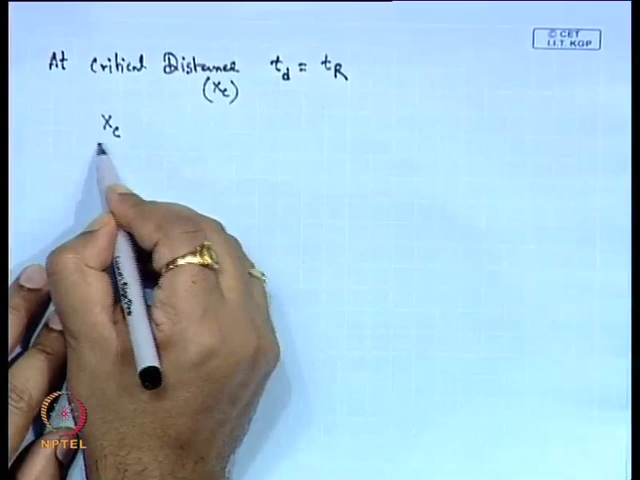 © CET
I.I.T. KGP
At Critical Distance t_d = t_R
(x_c)
x_c
NPTEL